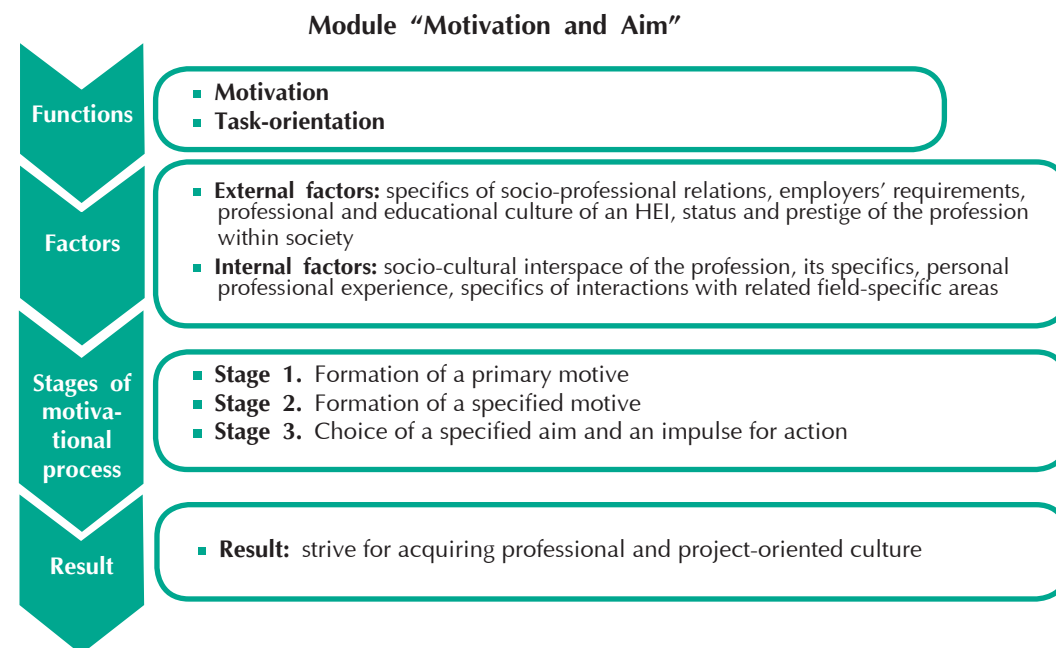 Module “Motivation and Aim”
Functions
▪ Motivation
▪ Task-orientation
Factors
▪ External factors: specifics of socio-professional relations, employers’ requirements,
professional and educational culture of an HEI, status and prestige of the profession
within society
▪ Internal factors: socio-cultural interspace of the profession, its specifics, personal
professional experience, specifics of interactions with related field-specific areas
Stages of
motiva-
tional
process
▪ Stage 1. Formation of a primary motive
▪ Stage 2. Formation of a specified motive
▪ Stage 3. Choice of a specified aim and an impulse for action
Result
▪ Result: strive for acquiring professional and project-oriented culture